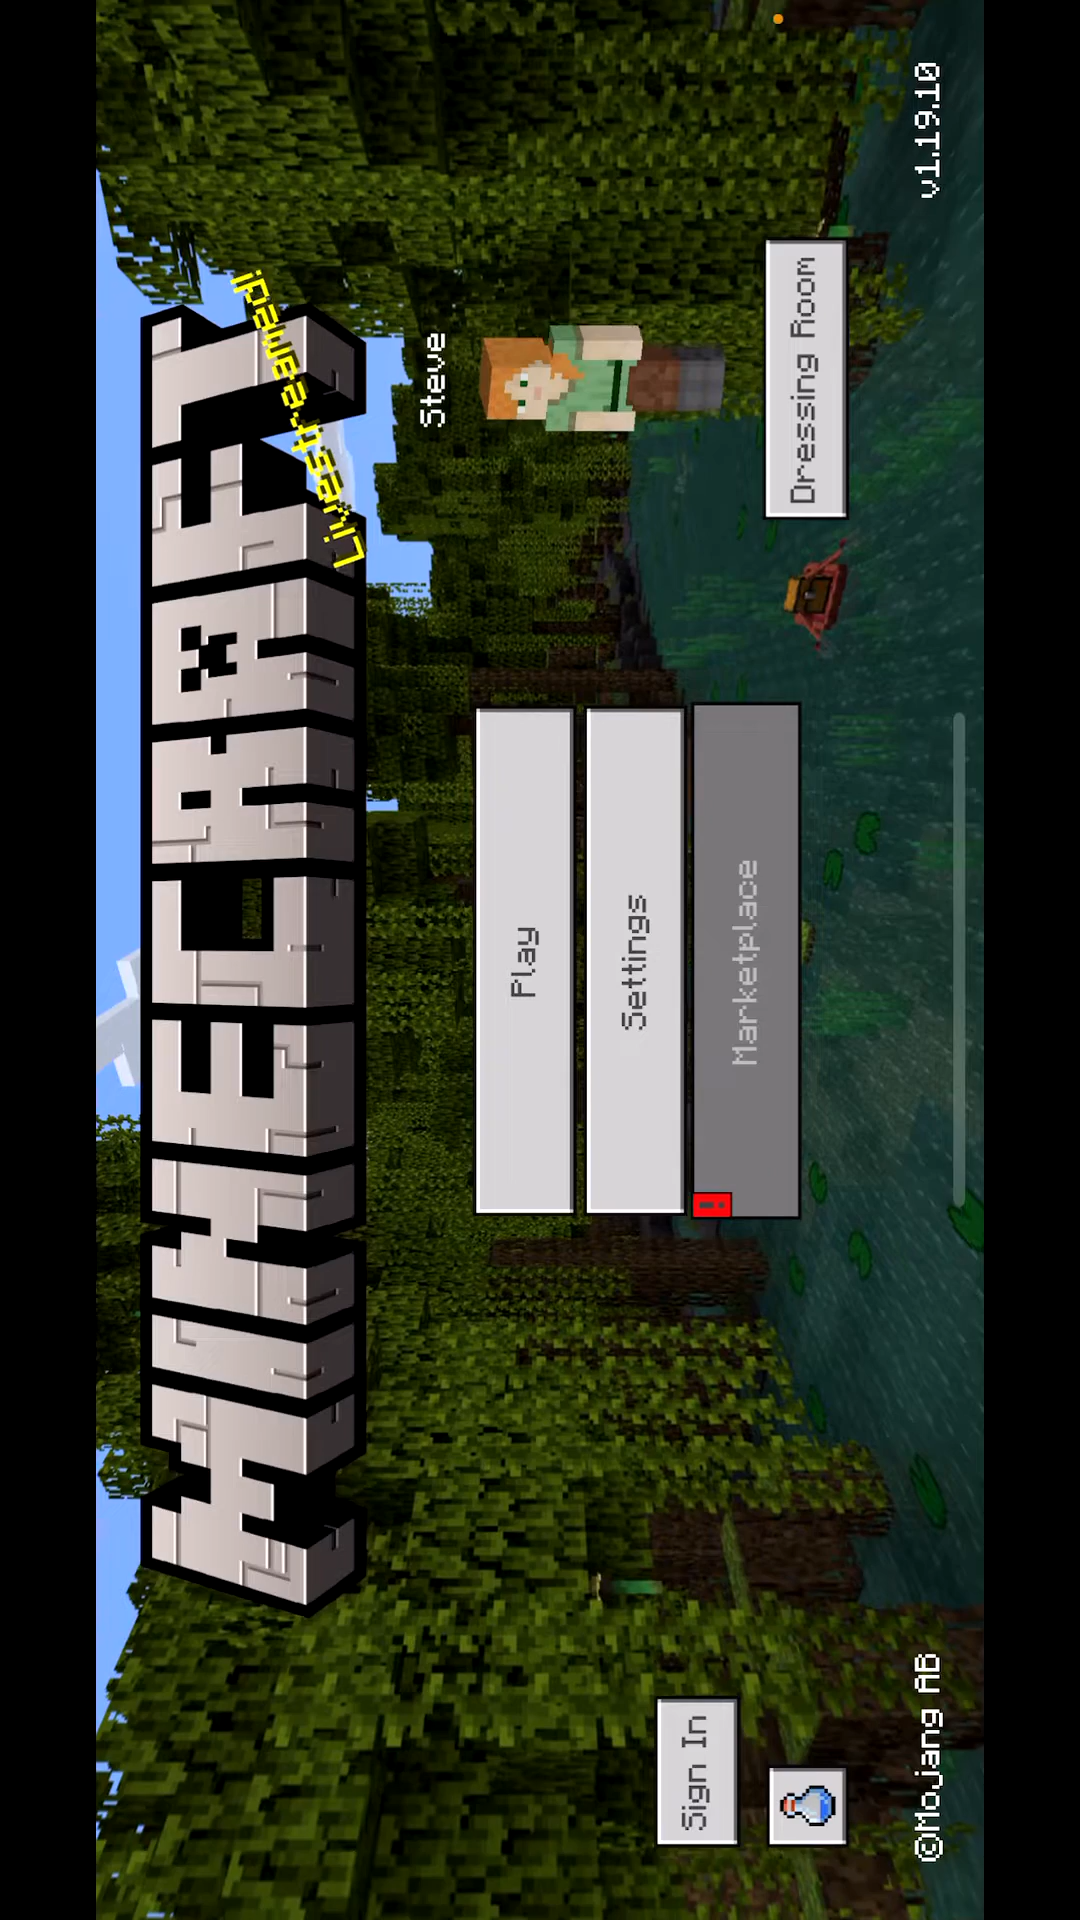 MINECRAFT
Livestreamed!
Steve
Play
Settings
Marketplace
!
Dressing Room
Sign In
©Mojang AB
v1.19.10